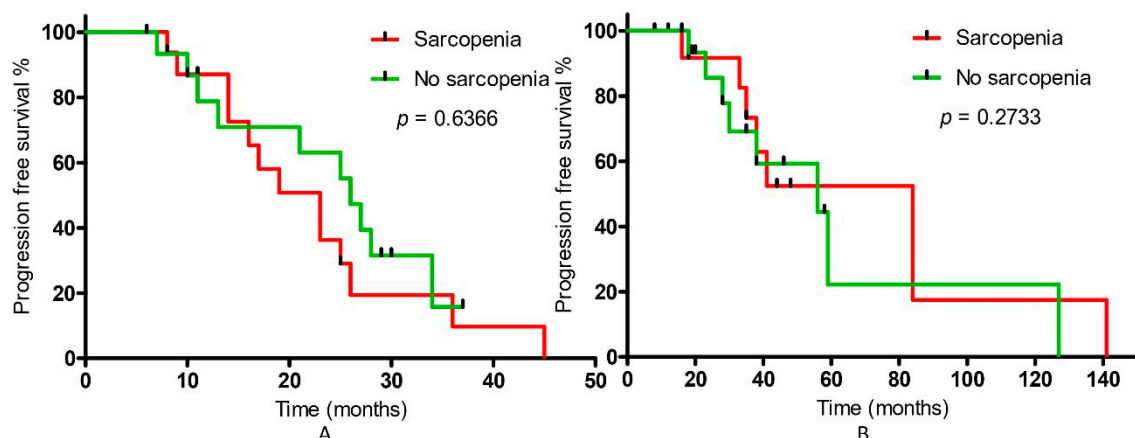 Progression free survival %
100
80
60
40
20
0
0 10 20 30 40 50
Time (months)
A
Sarcopenia
No sarcopenia
p = 0.6366
Progression free survival %
100
80
60
40
20
0
0 20 40 60 80 100 120 140
Time (months)
B
Sarcopenia
No sarcopenia
p = 0.2733